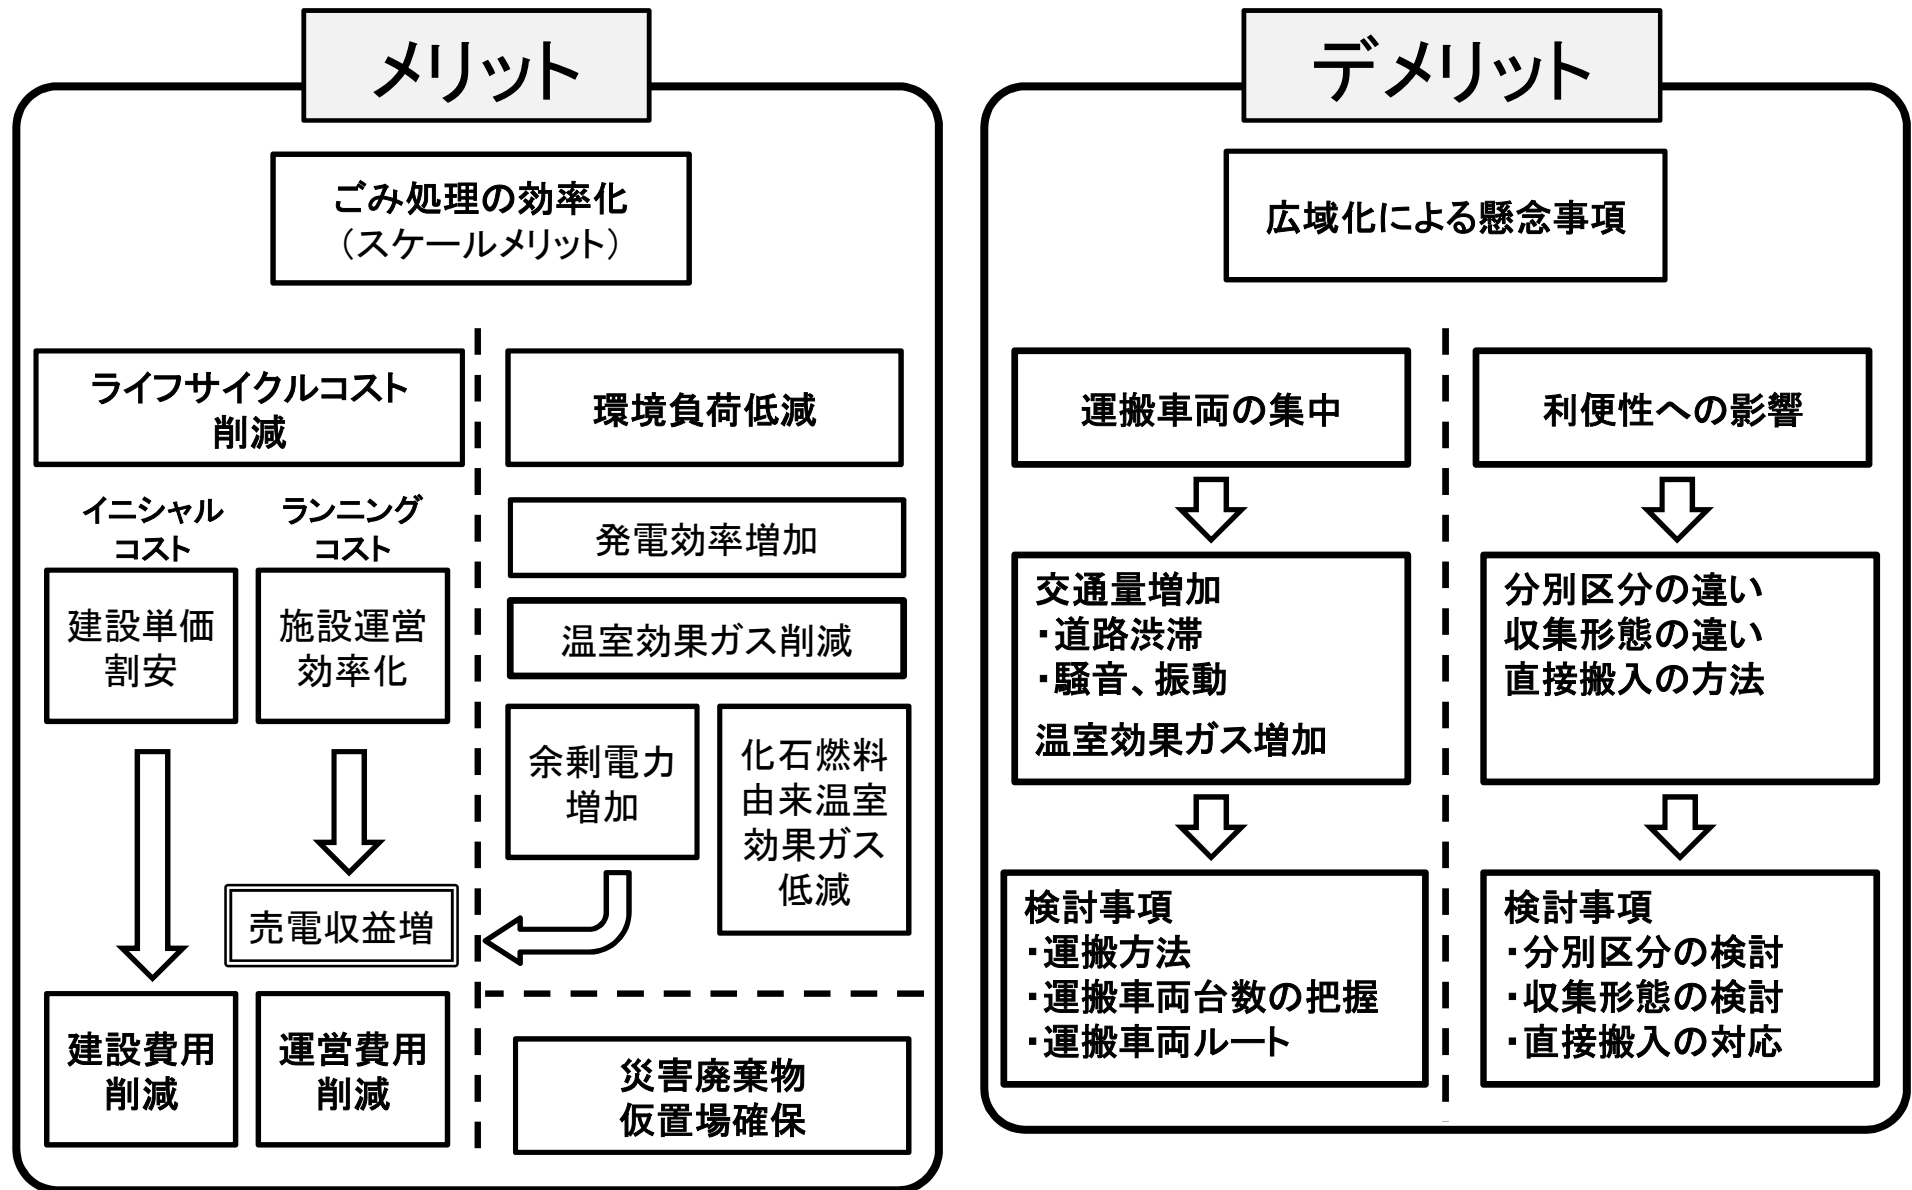 メリット
ごみ処理の効率化
（スケールメリット）
ライフサイクルコスト
削減
イニシャル
コスト
ランニング
コスト
建設単価
割安
施設運営
効率化
売電収益増
建設費用
削減
運営費用
削減
環境負荷低減
発電効率増加
温室効果ガス削減
余剰電力
増加
化石燃料
由来温室
効果ガス
低減
災害廃棄物
仮置場確保
デメリット
広域化による懸念事項
運搬車両の集中
交通量増加
・道路渋滞
・騒音、振動
温室効果ガス増加
検討事項
・運搬方法
・運搬車両台数の把握
・運搬車両ルート
利便性への影響
分別区分の違い
収集形態の違い
直接搬入の方法
検討事項
・分別区分の検討
・収集形態の検討
・直接搬入の対応